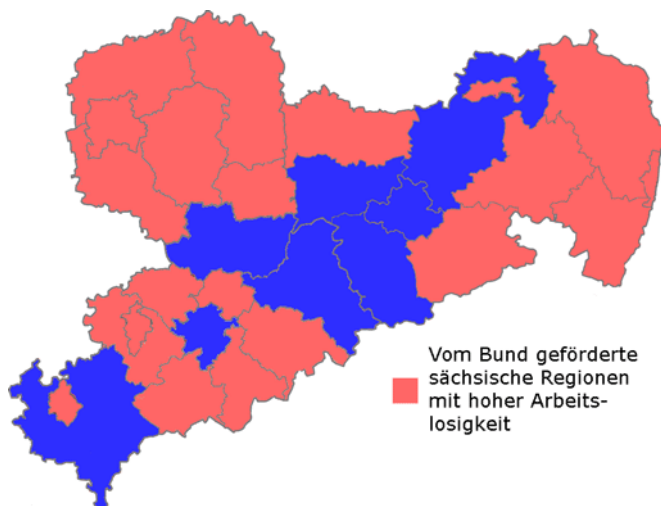 Vom Bund geförderte
sächsische Regionen
mit hoher Arbeits-
losigkeit